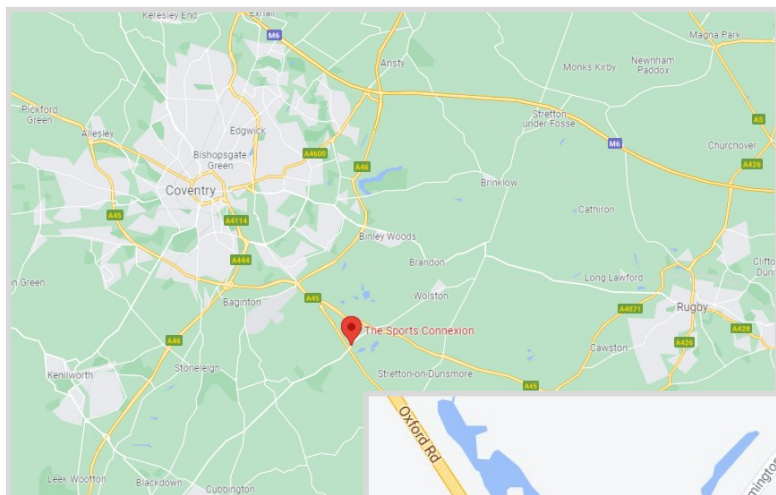 Keresley End
Exhall
M6
Magna Park
Ansty
Monks Kirby
Newnham
Paddox
Pickford
Green
Stretton
under Fosse
A5
Allesley
Edgwick
M6
Churchover
Bishopsgate
Green
A4600
A46
A426
Coventry
Brinklow
Cathiron
A45
A4114
Binley Woods
A444
Brandon
Long Lawford
Clift
Duns
n Green
Baginton
A45
Wolston
A4071
Rugby
The Sports Connexion
A428
A46
A426
Cawston
Kenilworth
Stoneleigh
Stretton-on-Dunsmore
A45
Oxford Rd
Leek Wootton
Blackdown
Cubbington
mington